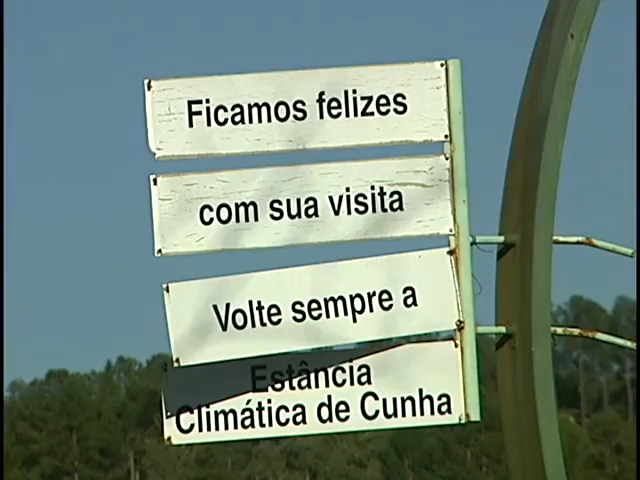 Ficamos felizes
com sua visita
Volte sempre a
Estância
Climática de Cunha